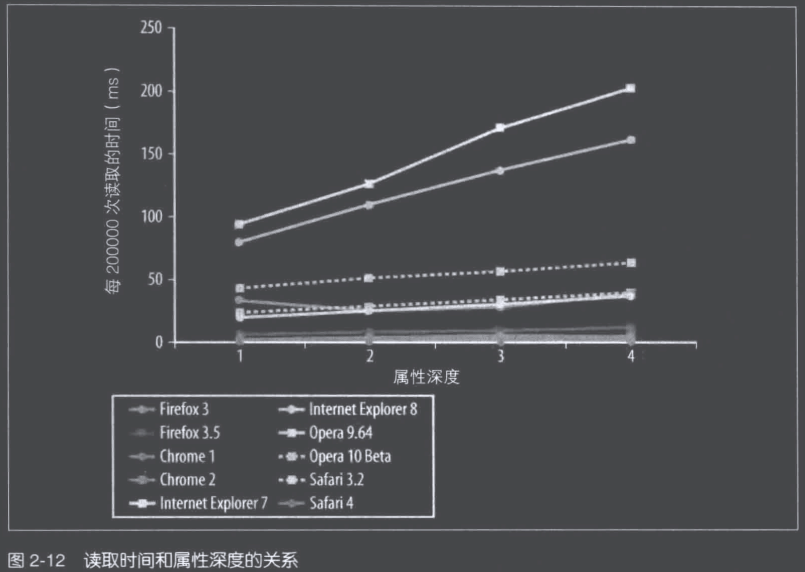 250
200
150
100
50
0
每 200000 次读取的时间（ms）
1 2 3 4
属性深度
Firefox 3 Internet Explorer 8
Firefox 3.5 Opera 9.64
Chrome 1 Opera 10 Beta
Chrome 2 Safari 3.2
Internet Explorer 7 Safari 4
图 2-12 读取时间和属性深度的关系